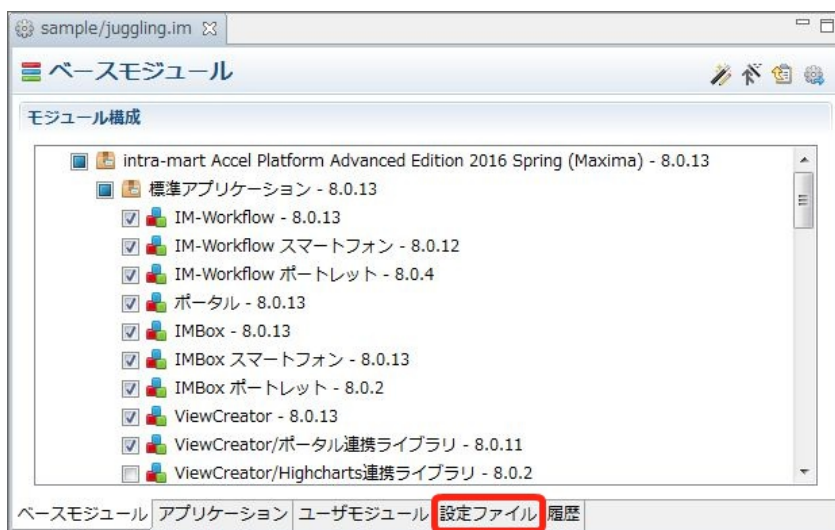 sample/juggling.im
ベースモジュール
モジュール構成
intra-mart Accel Platform Advanced Edition 2016 Spring (Maxima) - 8.0.13
標準アプリケーション - 8.0.13
IM-Workflow - 8.0.13
IM-Workflow スマートフォン - 8.0.12
IM-Workflow ポートレット - 8.0.4
ポータル - 8.0.13
IMBox - 8.0.13
IMBox スマートフォン - 8.0.13
IMBox ポートレット - 8.0.2
ViewCreator - 8.0.13
ViewCreator/ポータル連携ライブラリ - 8.0.11
ViewCreator/Highcharts連携ライブラリ - 8.0.2
ベースモジュール アプリケーション ユーザモジュール 設定ファイル 履歴